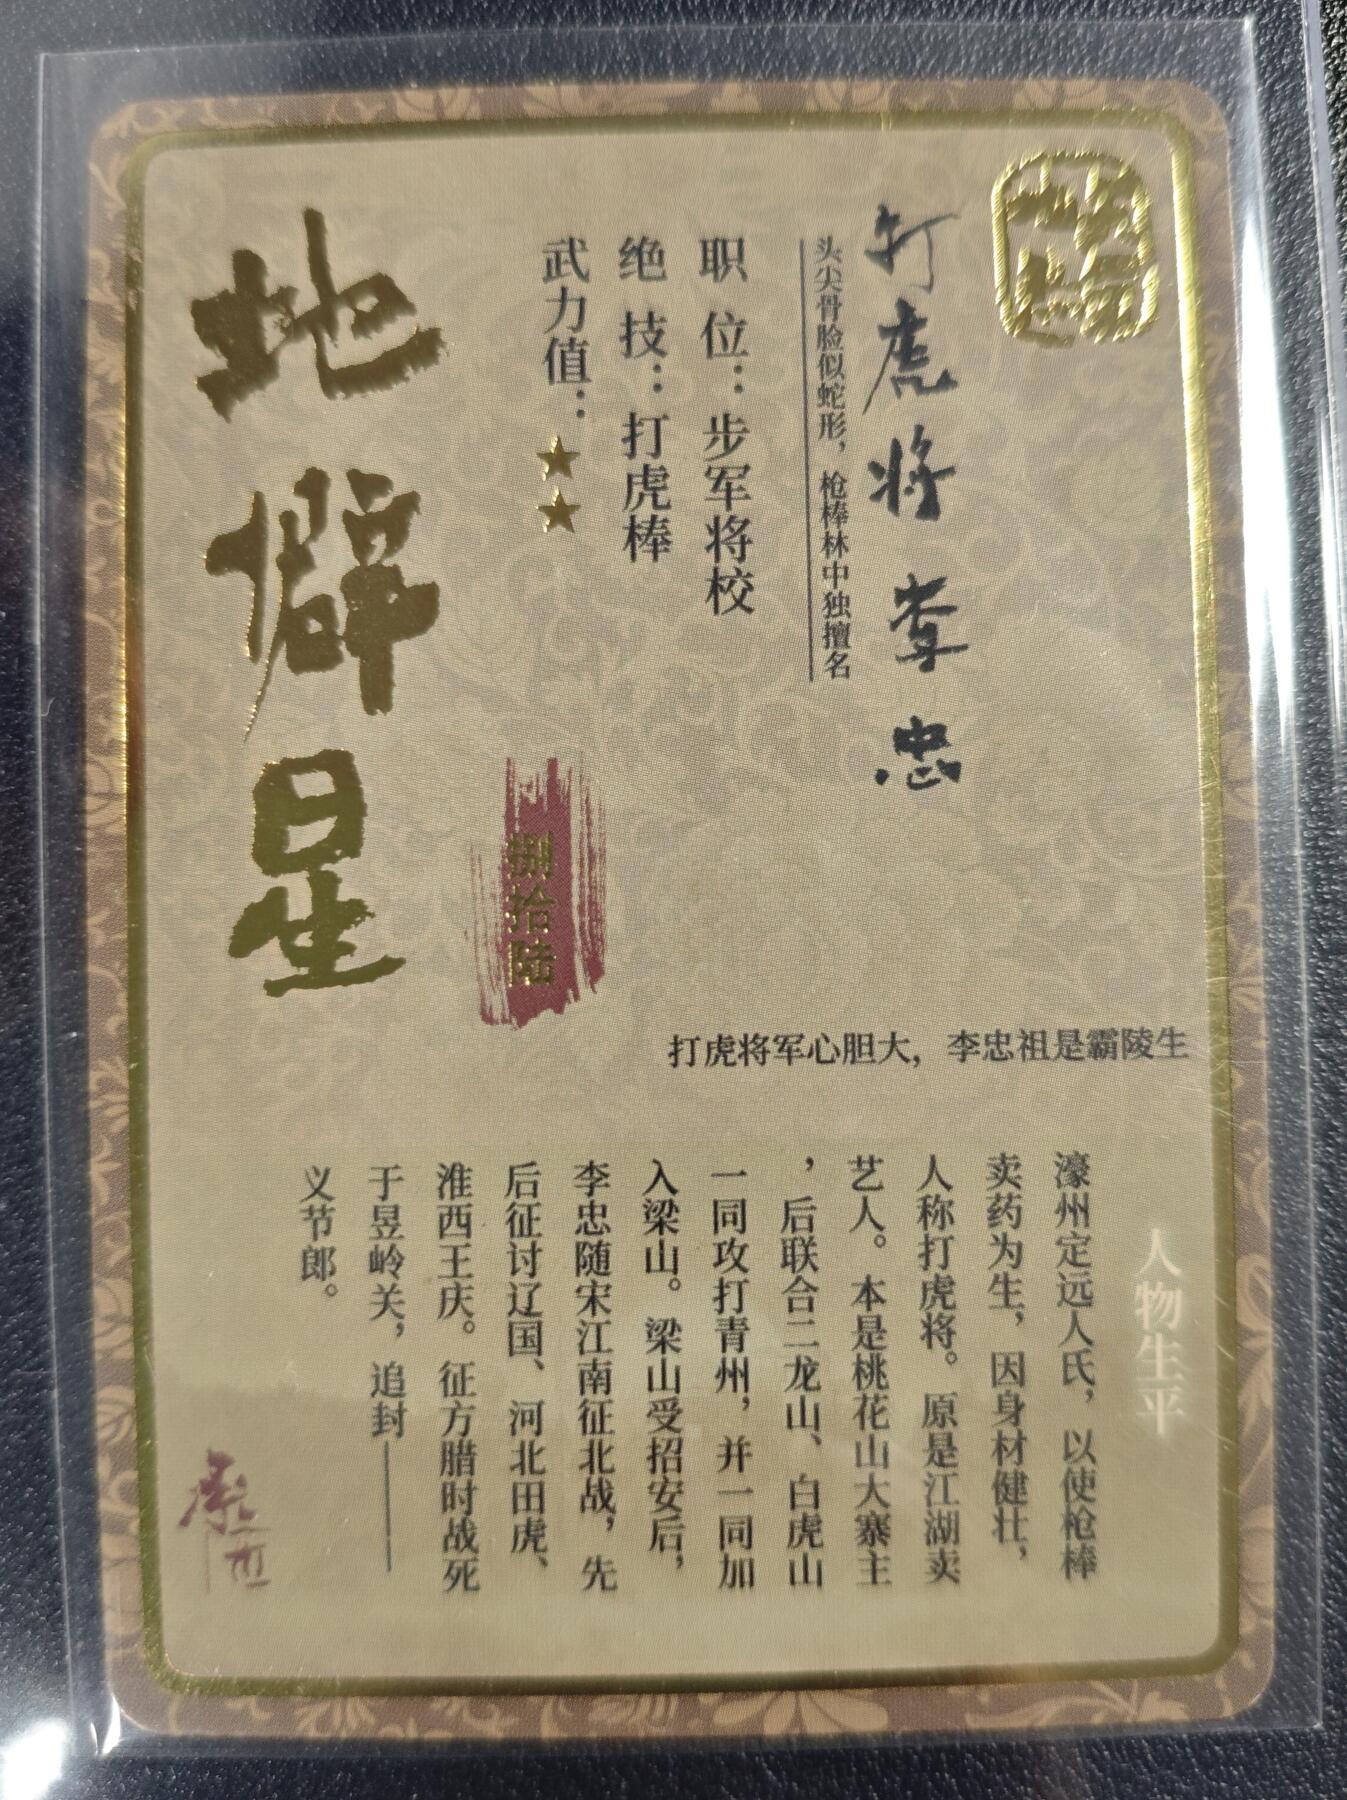 打虎将李忠
头尖骨脸似蛇形，枪棒林中独擅名
职位：步军将校
绝技：打虎棒
武力值：
捌拾陆
地僻星
打虎将军心胆大，李忠祖是霸陵生
人物生平
濠州定远人氏，以使枪棒
卖药为生，因身材健壮，
人称打虎将。原是江湖卖
艺人。本是桃花山大寨主
，后联合二龙山、白虎山
一同攻打青州，并一同加
入梁山。梁山受招安后，
李忠随宋江南征北战，先
后征讨辽国、河北田虎、
淮西王庆。征方腊时战死
于昱岭关，追封——
义节郎。